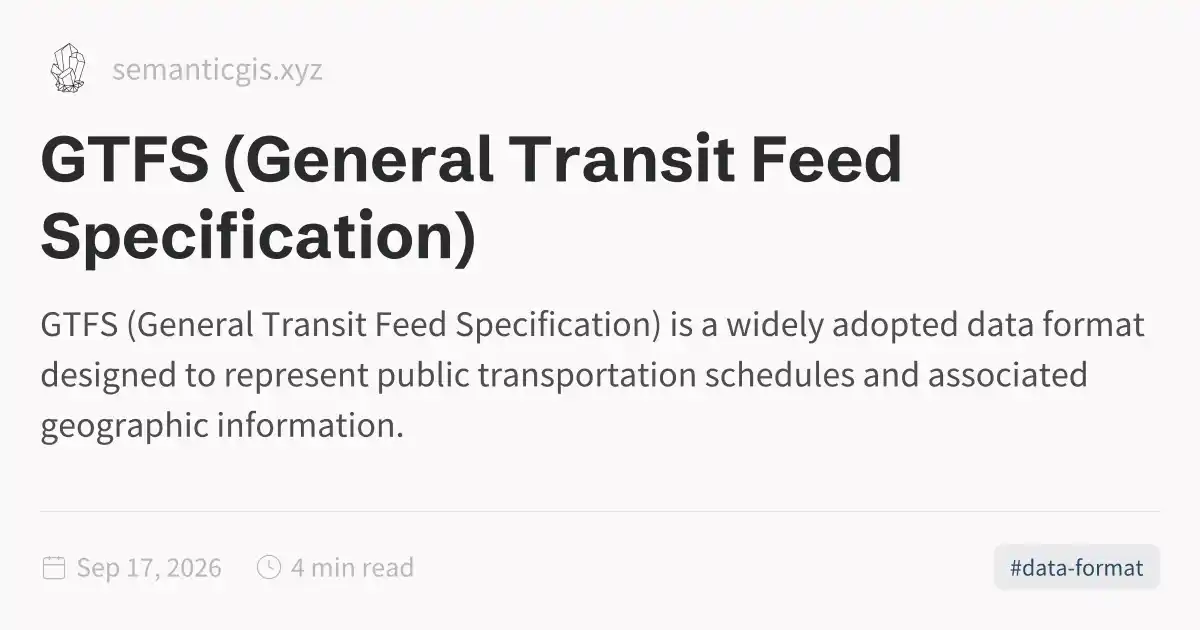 semanticgis.xyz
GTFS (General Transit Feed
Specification)
GTFS (General Transit Feed Specification) is a widely adopted data format
designed to represent public transportation schedules and associated
geographic information.
Sep 17, 2026 4 min read #data-format